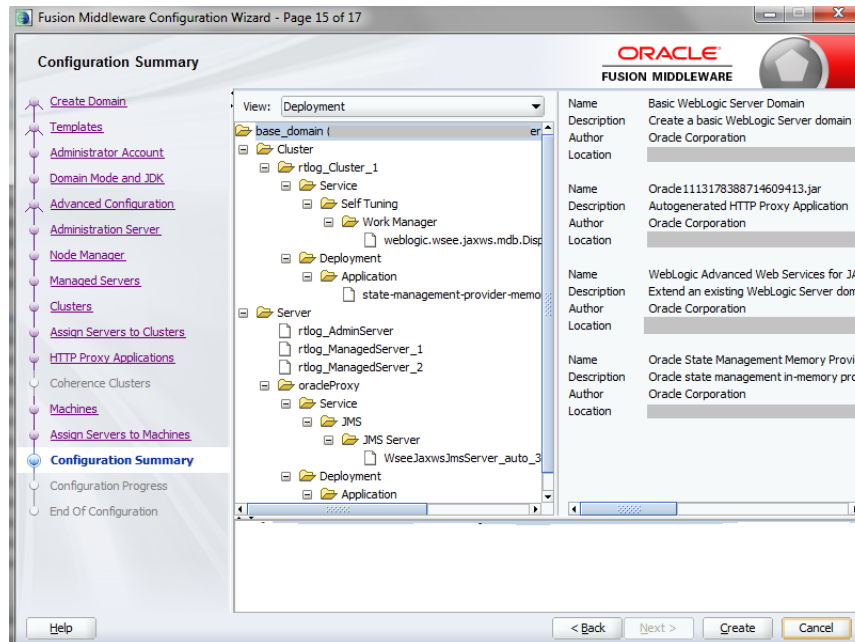 Fusion Middleware Configuration Wizard - Page 15 of 17
Configuration Summary
ORACLE
FUSION MIDDLEWARE
Create Domain
Templates
Administrator Account
Domain Mode and JDK
Advanced Configuration
Administration Server
Node Manager
Managed Servers
Clusters
Assign Servers to Clusters
HTTP Proxy Applications
Coherence Clusters
Machines
Assign Servers to Machines
Configuration Summary
Configuration Progress
End Of Configuration
View: Deployment
base_domain ( er
Cluster
rtlog_Cluster_1
Service
Self Tuning
Work Manager
weblogic.wsee.jaxws.mdb.Disp
Deployment
Application
state-management-provider-memo
Server
rtlog_AdminServer
rtlog_ManagedServer_1
rtlog_ManagedServer_2
oracleProxy
Service
JMS
JMS Server
WseeJaxwsJmsServer_auto_3
Deployment
Application
Name Basic WebLogic Server Domain
Description Create a basic WebLogic Server domain
Author Oracle Corporation
Location
Name Oracle1113178388714609413.jar
Description Autogenerated HTTP Proxy Application
Author Oracle Corporation
Location
Name WebLogic Advanced Web Services for JA
Description Extend an existing WebLogic Server dom
Author Oracle Corporation
Location
Name Oracle State Management Memory Provi
Description Oracle state management in-memory pro
Author Oracle Corporation
Location
Help
< Back
Next >
Create
Cancel